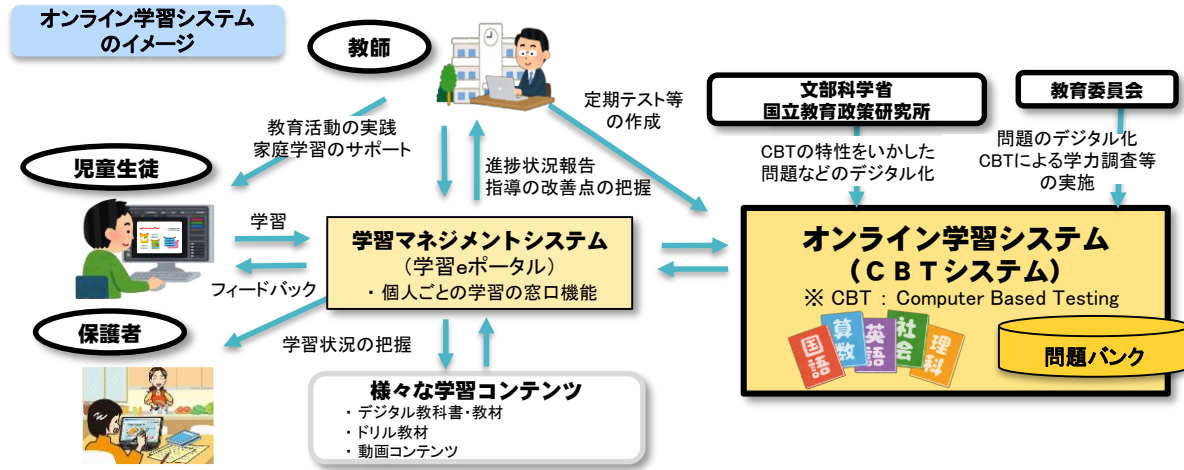 オンライン学習システム
のイメージ
教師
文部科学省
国立教育政策研究所
教育委員会
定期テスト等
の作成
教育活動の実践
家庭学習のサポート
児童生徒
進捗状況報告
指導の改善点の把握
CBTの特性をいかした
問題などのデジタル化
問題のデジタル化
CBTによる学力調査等
の実施
学習
学習マネジメントシステム
（学習eポータル）
・個人ごとの学習の窓口機能
フィードバック
オンライン学習システム
（ＣＢＴシステム）
※ CBT ： Computer Based Testing
国語
算数
英語
社会
理科
問題バンク
保護者
学習状況の把握
様々な学習コンテンツ
・デジタル教科書・教材
・ドリル教材
・動画コンテンツ